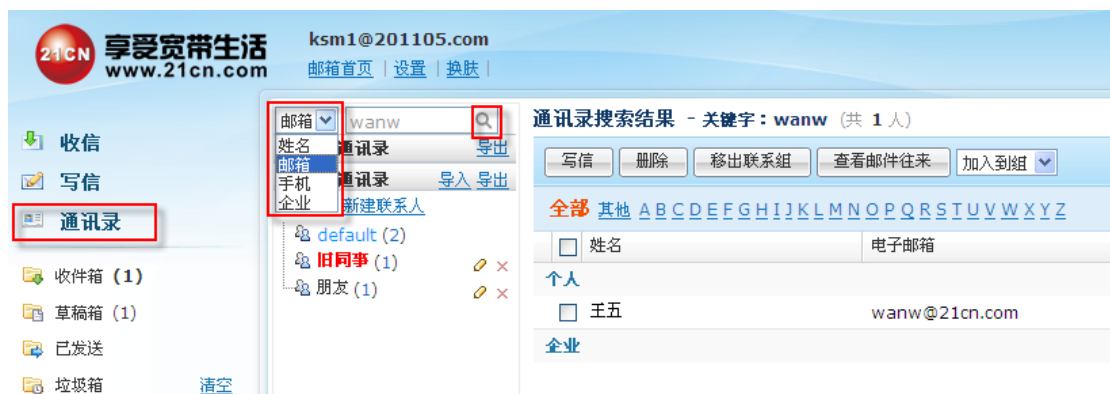 21CN 享受宽带生活
www.21cn.com
ksm1@201105.com
邮箱首页 | 设置 | 换肤 |
收信
写信
通讯录
收件箱 (1)
草稿箱 (1)
已发送
垃圾箱 清空
邮箱 wanw
姓名
邮箱
手机
企业
通讯录 导出
通讯录 导入 导出
新建联系人
default (2)
旧同事 (1)
朋友 (1)
通讯录搜索结果 - 关键字：wanw (共 1 人)
写信 删除 移出联系组 查看邮件往来 加入到组
全部 其他 A B C D E F G H I J K L M N O P Q R S T U V W X Y Z
姓名 电子邮箱
个人
王五 wanw@21cn.com
企业